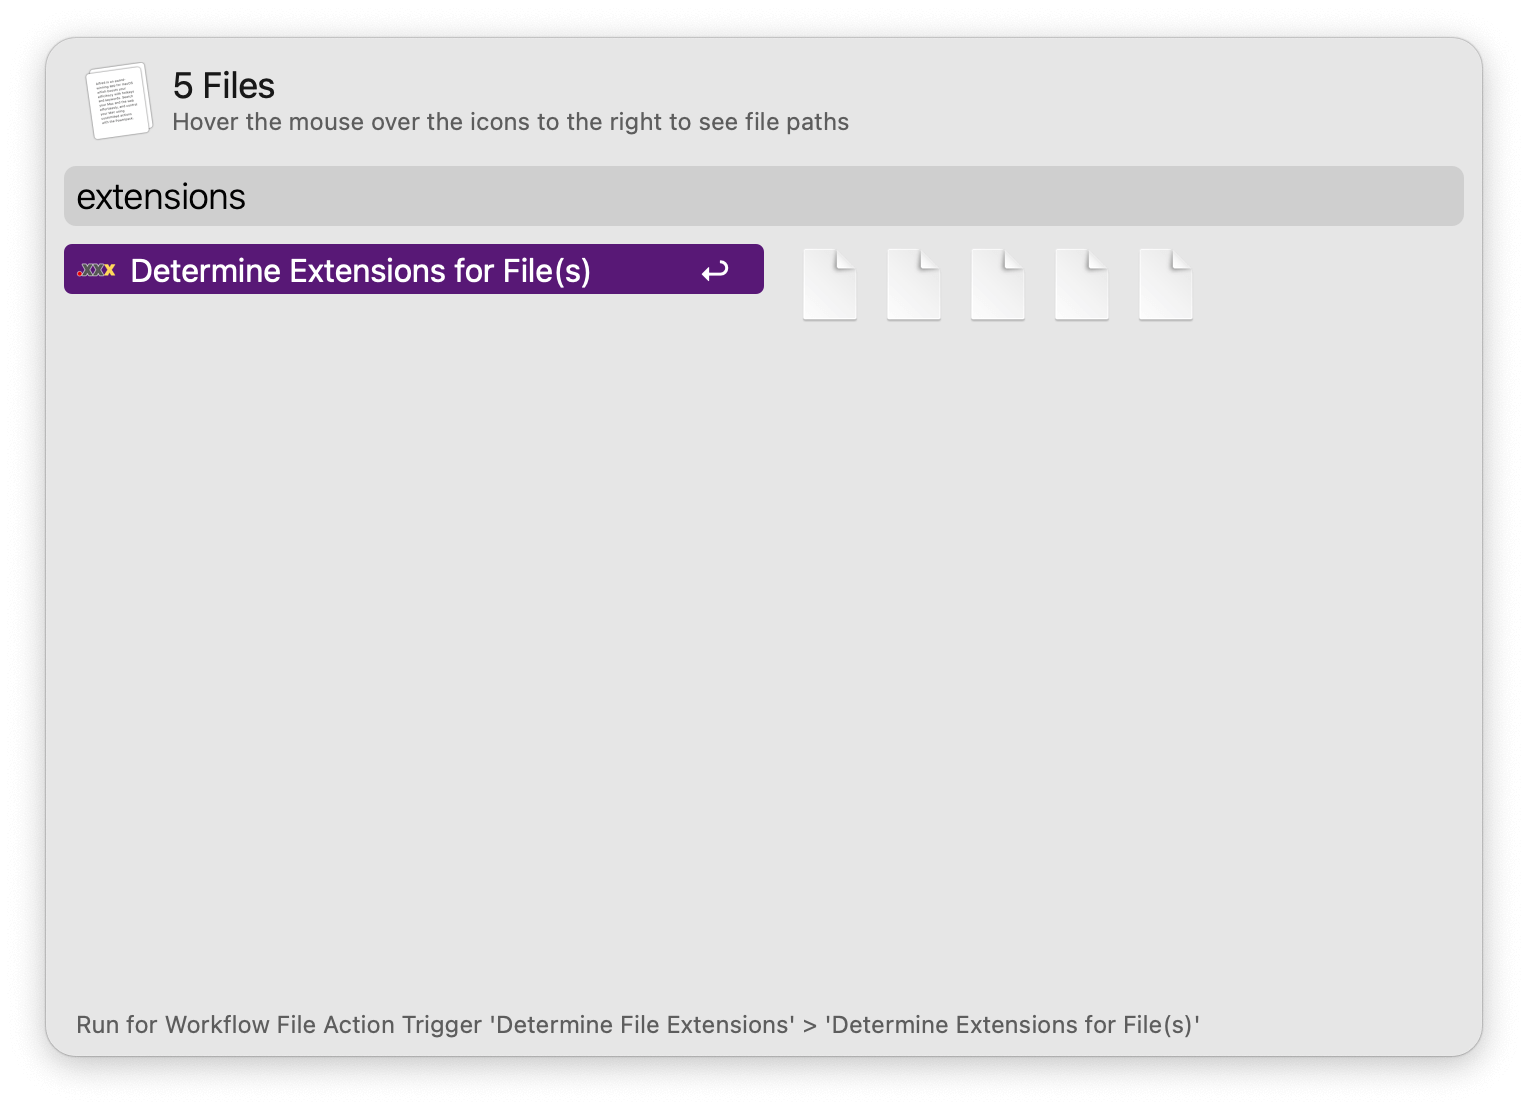 5 Files
Hover the mouse over the icons to the right to see file paths
extensions
.xxx Determine Extensions for File(s)
Run for Workflow File Action Trigger 'Determine File Extensions' > 'Determine Extensions for File(s)'